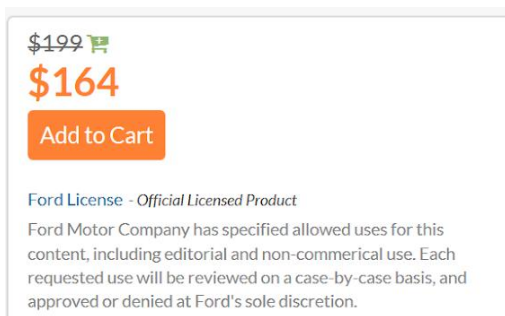 $199
$164
Add to Cart
Ford License - Official Licensed Product
Ford Motor Company has specified allowed uses for this
content, including editorial and non-commerical use. Each
requested use will be reviewed on a case-by-case basis, and
approved or denied at Ford's sole discretion.